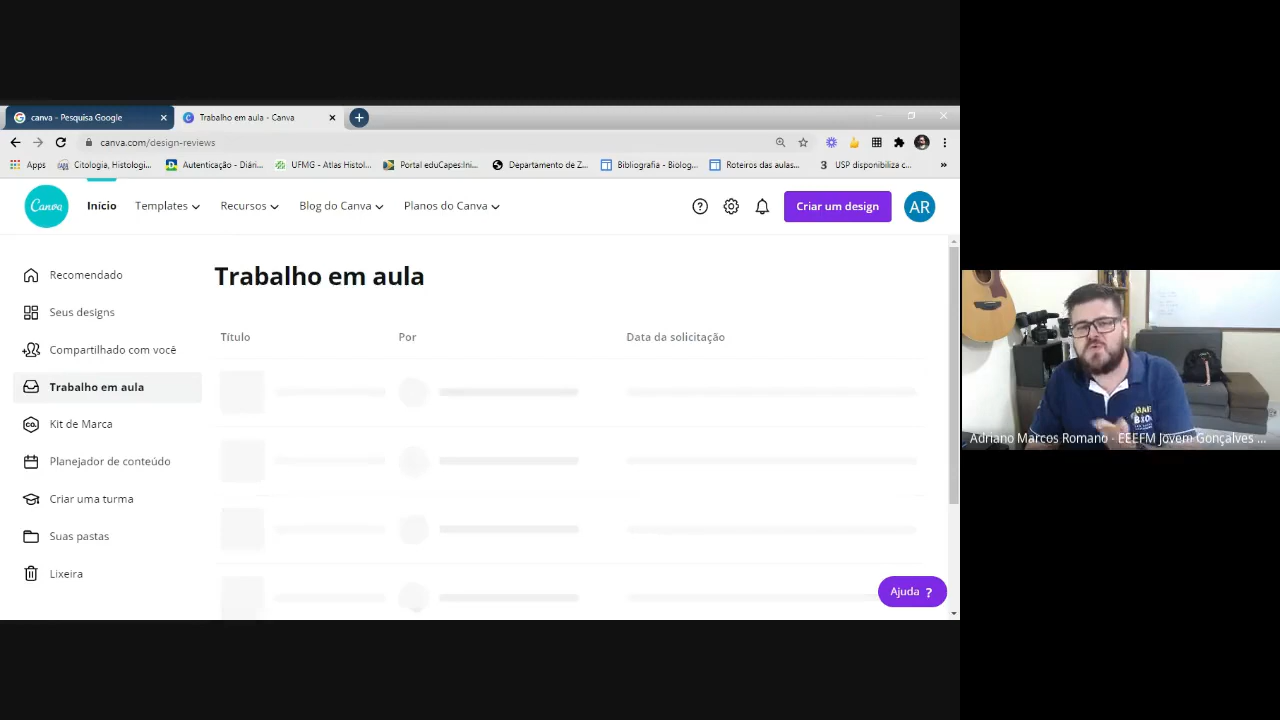 canva - Pesquisa Google
Trabalho em aula - Canva
canva.com/design-reviews
Apps
Citologia, Histologi...
Autenticação - Diári...
UFMG - Atlas Histol...
Portal eduCapes:Ini...
Departamento de Z...
Bibliografia - Biólog...
Roteiros das aulas...
3 USP disponibiliza c...
»
Canva
Início
Templates
Recursos
Blog do Canva
Planos do Canva
Criar um design
AR
Recomendado
Seus designs
Compartilhado com você
Trabalho em aula
Kit de Marca
Planejador de conteúdo
Criar uma turma
Suas pastas
Lixeira
Trabalho em aula
Título Por Data da solicitação
Ajuda ?
Adriano Marcos Romano - EEEFM Jovem Gonçalves ...